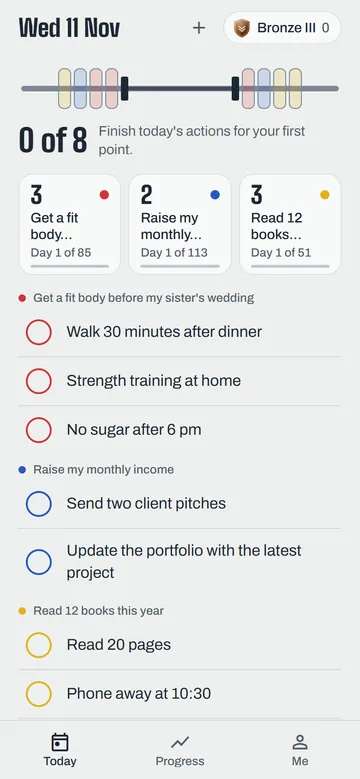 Wed 11 Nov
Bronze III 0
0 of 8
Finish today's actions for your first
point.
3
Get a fit
body...
Day 1 of 85
2
Raise my
monthly...
Day 1 of 113
3
Read 12
books...
Day 1 of 51
Get a fit body before my sister's wedding
Walk 30 minutes after dinner
Strength training at home
No sugar after 6 pm
Raise my monthly income
Send two client pitches
Update the portfolio with the latest
project
Read 12 books this year
Read 20 pages
Phone away at 10:30
Today
Progress
Me